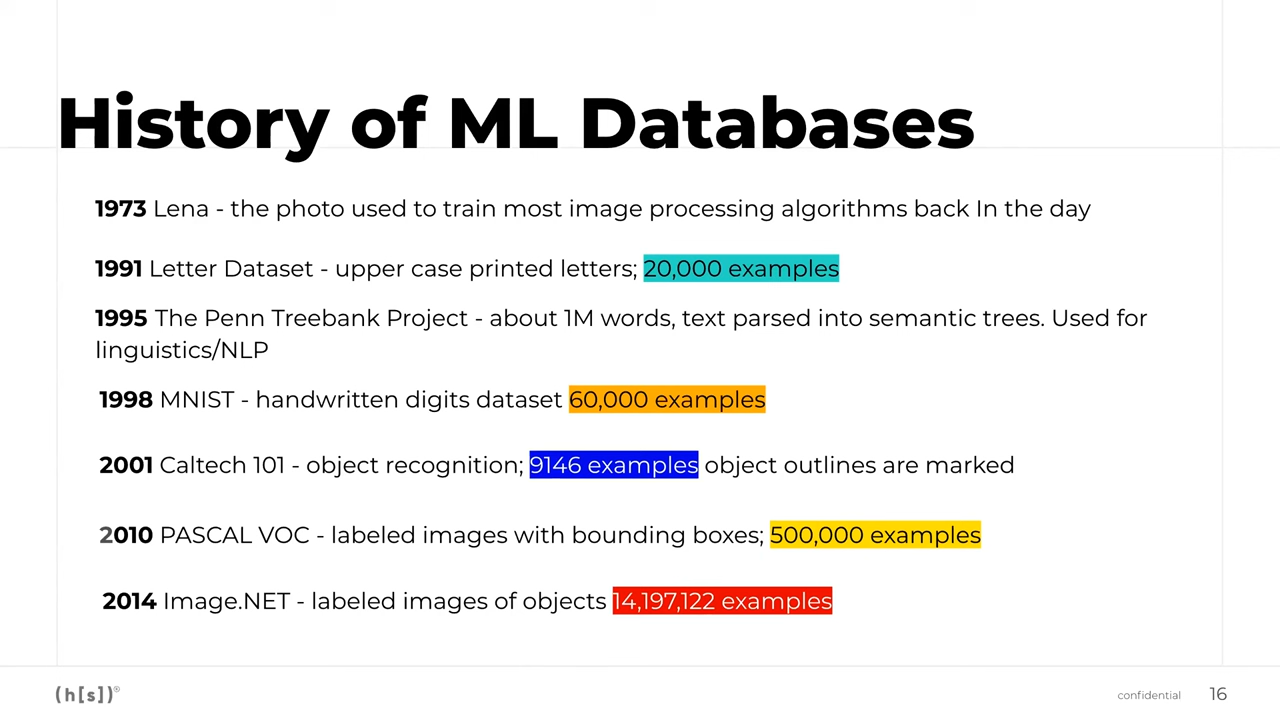 History of ML Databases
1973 Lena - the photo used to train most image processing algorithms back In the day
1991 Letter Dataset - upper case printed letters; 20,000 examples
1995 The Penn Treebank Project - about 1M words, text parsed into semantic trees. Used for
linguistics/NLP
1998 MNIST - handwritten digits dataset 60,000 examples
2001 Caltech 101 - object recognition; 9146 examples object outlines are marked
2010 PASCAL VOC - labeled images with bounding boxes; 500,000 examples
2014 Image.NET - labeled images of objects 14,197,122 examples
(h[s])®
confidential 16